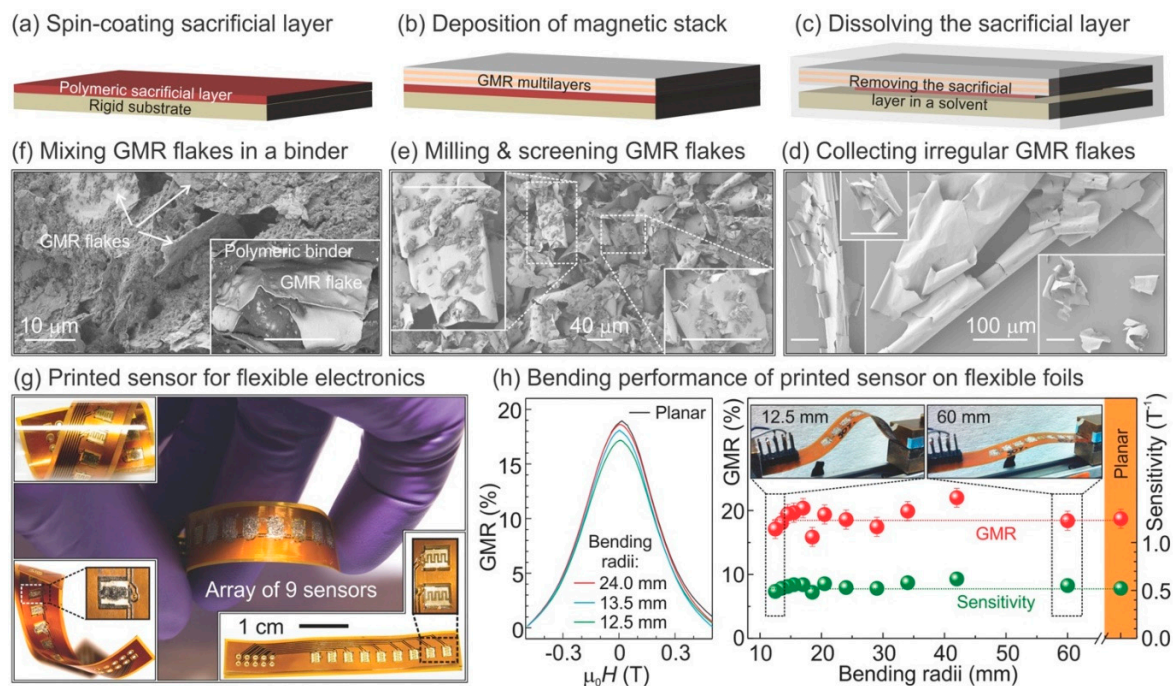 (a) Spin-coating sacrificial layer
Polymeric sacrificial layer
Rigid substrate
(b) Deposition of magnetic stack
GMR multilayers
(c) Dissolving the sacrificial layer
Removing the sacrificial
layer in a solvent
(f) Mixing GMR flakes in a binder
GMR flakes
Polymeric binder
GMR flake
10 μm
(e) Milling & screening GMR flakes
40 μm
(d) Collecting irregular GMR flakes
100 μm
(g) Printed sensor for flexible electronics
Array of 9 sensors
1 cm
(h) Bending performance of printed sensor on flexible foils
GMR (%)
20
15
10
5
0
Planar
Bending
radii:
24.0 mm
13.5 mm
12.5 mm
-0.3 0.0 0.3
μ₀H (T)
GMR (%)
20
10
0
12.5 mm
60 mm
GMR
Sensitivity
10 20 30 40 50 60
Bending radii (mm)
Planar
1.0
0.5
0.0
Sensitivity (T⁻¹)